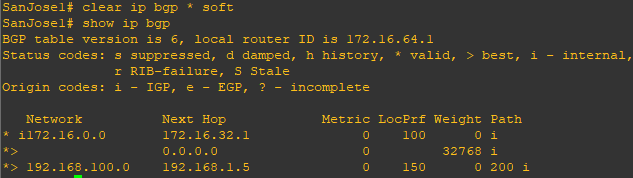 SanJose1# clear ip bgp * soft
SanJose1# show ip bgp
BGP table version is 6, local router ID is 172.16.64.1
Status codes: s suppressed, d damped, h history, * valid, > best, i - internal,
              r RIB-failure, S Stale
Origin codes: i - IGP, e - EGP, ? - incomplete
   Network          Next Hop            Metric LocPrf Weight Path
* i172.16.0.0       172.16.32.1              0    100      0 i
*>                  0.0.0.0                  0         32768 i
*> 192.168.100.0    192.168.1.5              0    150      0 200 i